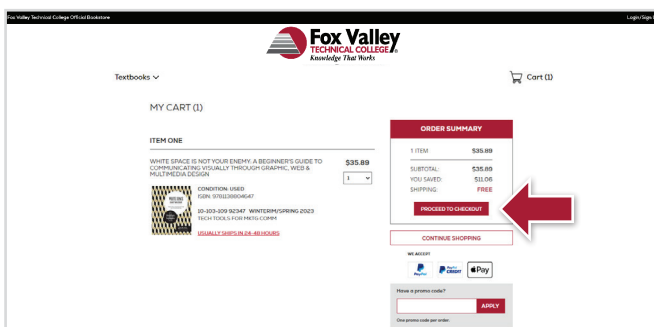 Fox Valley Technical College Official Bookstore
Login/Sign
Fox Valley
TECHNICAL COLLEGE®
Knowledge That Works
Textbooks
Cart (1)
MY CART (1)
ITEM ONE
WHITE SPACE IS NOT YOUR ENEMY: A BEGINNER'S GUIDE TO
COMMUNICATING VISUALLY THROUGH GRAPHIC, WEB &
MULTIMEDIA DESIGN
$35.89
1
CONDITION: USED
ISBN: 9781138804647
10-103-109 92347 WINTERIM/SPRING 2023
TECH TOOLS FOR MKTG COMM
USUALLY SHIPS IN 24-48 HOURS
ORDER SUMMARY
1 ITEM $35.89
SUBTOTAL: $35.89
YOU SAVED: $11.06
SHIPPING: FREE
PROCEED TO CHECKOUT
CONTINUE SHOPPING
WE ACCEPT
PayPal
PayPal CREDIT
Pay
Have a promo code?
APPLY
One promo code per order.